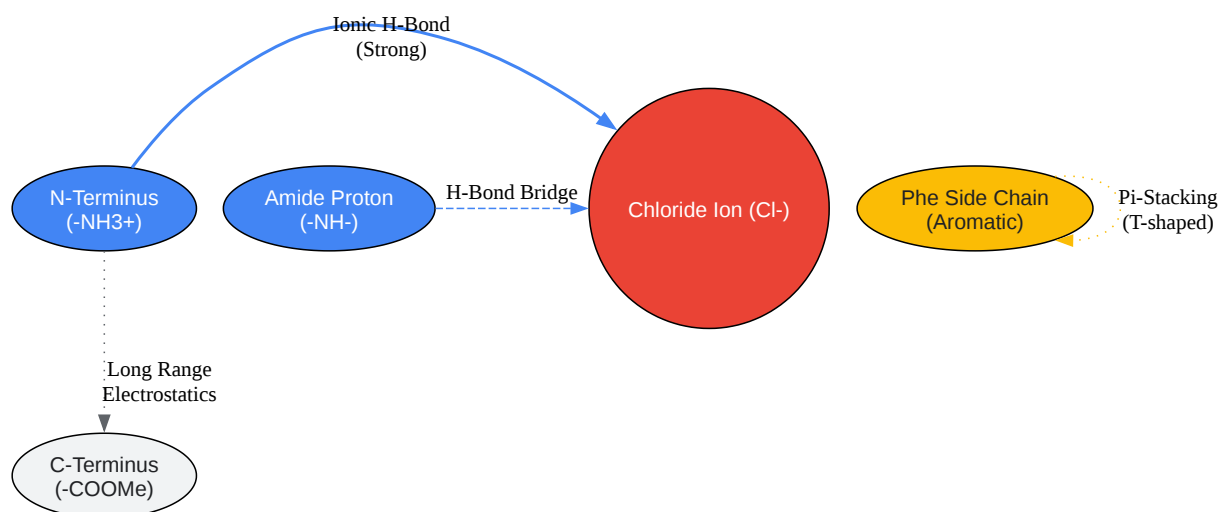 Ionic H-Bond
(Strong)
N-Terminus
(-NH3+)
Amide Proton
(-NH-)
H-Bond Bridge
Chloride Ion (Cl-)
Phe Side Chain
(Aromatic)
Pi-Stacking
(T-shaped)
Long Range
Electrostatics
C-Terminus
(-COOMe)